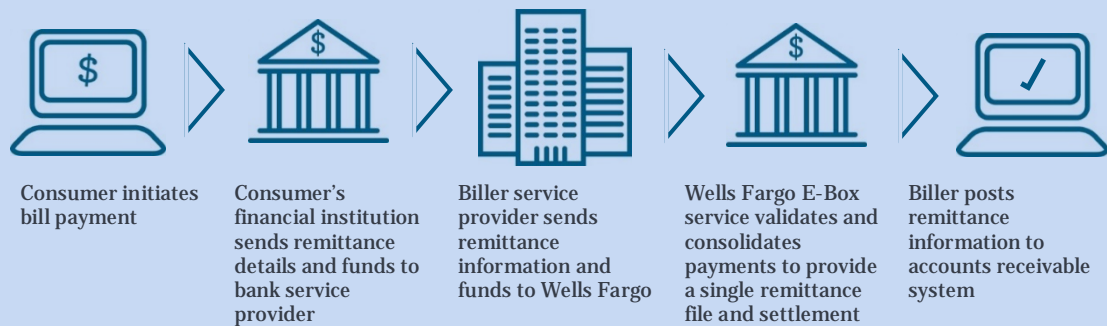 $
$
$
✓
Consumer initiates
bill payment
Consumer's
financial institution
sends remittance
details and funds to
bank service
provider
Biller service
provider sends
remittance
information and
funds to Wells Fargo
Wells Fargo E-Box
service validates and
consolidates
payments to provide
a single remittance
file and settlement
Biller posts
remittance
information to
accounts receivable
system